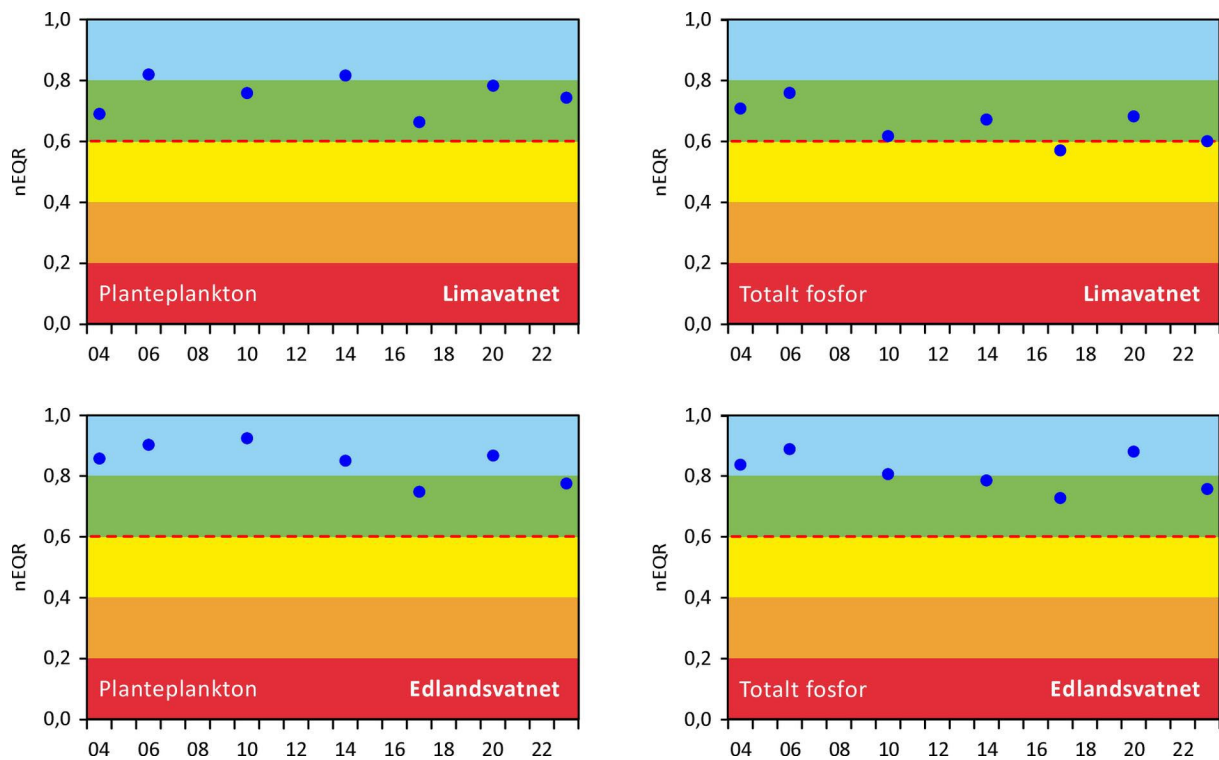 1,0
0,8
0,6
0,4
0,2
0,0
nEQR
Planteplankton Limavatnet
04 06 08 10 12 14 16 18 20 22
1,0
0,8
0,6
0,4
0,2
0,0
nEQR
Totalt fosfor Limavatnet
04 06 08 10 12 14 16 18 20 22
1,0
0,8
0,6
0,4
0,2
0,0
nEQR
Planteplankton Edlandsvatnet
04 06 08 10 12 14 16 18 20 22
1,0
0,8
0,6
0,4
0,2
0,0
nEQR
Totalt fosfor Edlandsvatnet
04 06 08 10 12 14 16 18 20 22